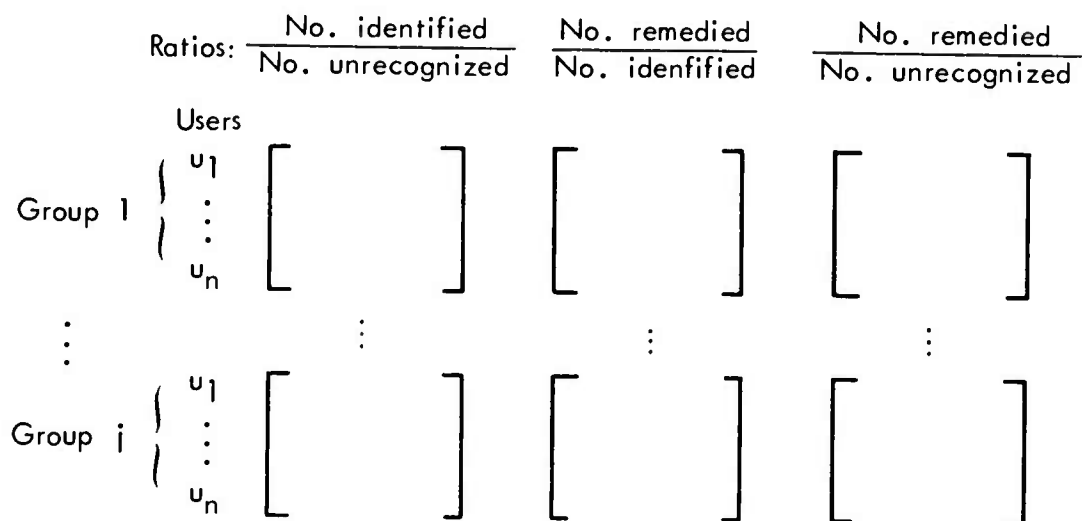 Ratios: No. identified / No. unrecognized No. remedied / No. idenfified No. remedied / No. unrecognized
Users
Group 1 u1 ⋮ un
⋮ ⋮ ⋮ ⋮
Group j u1 ⋮ un